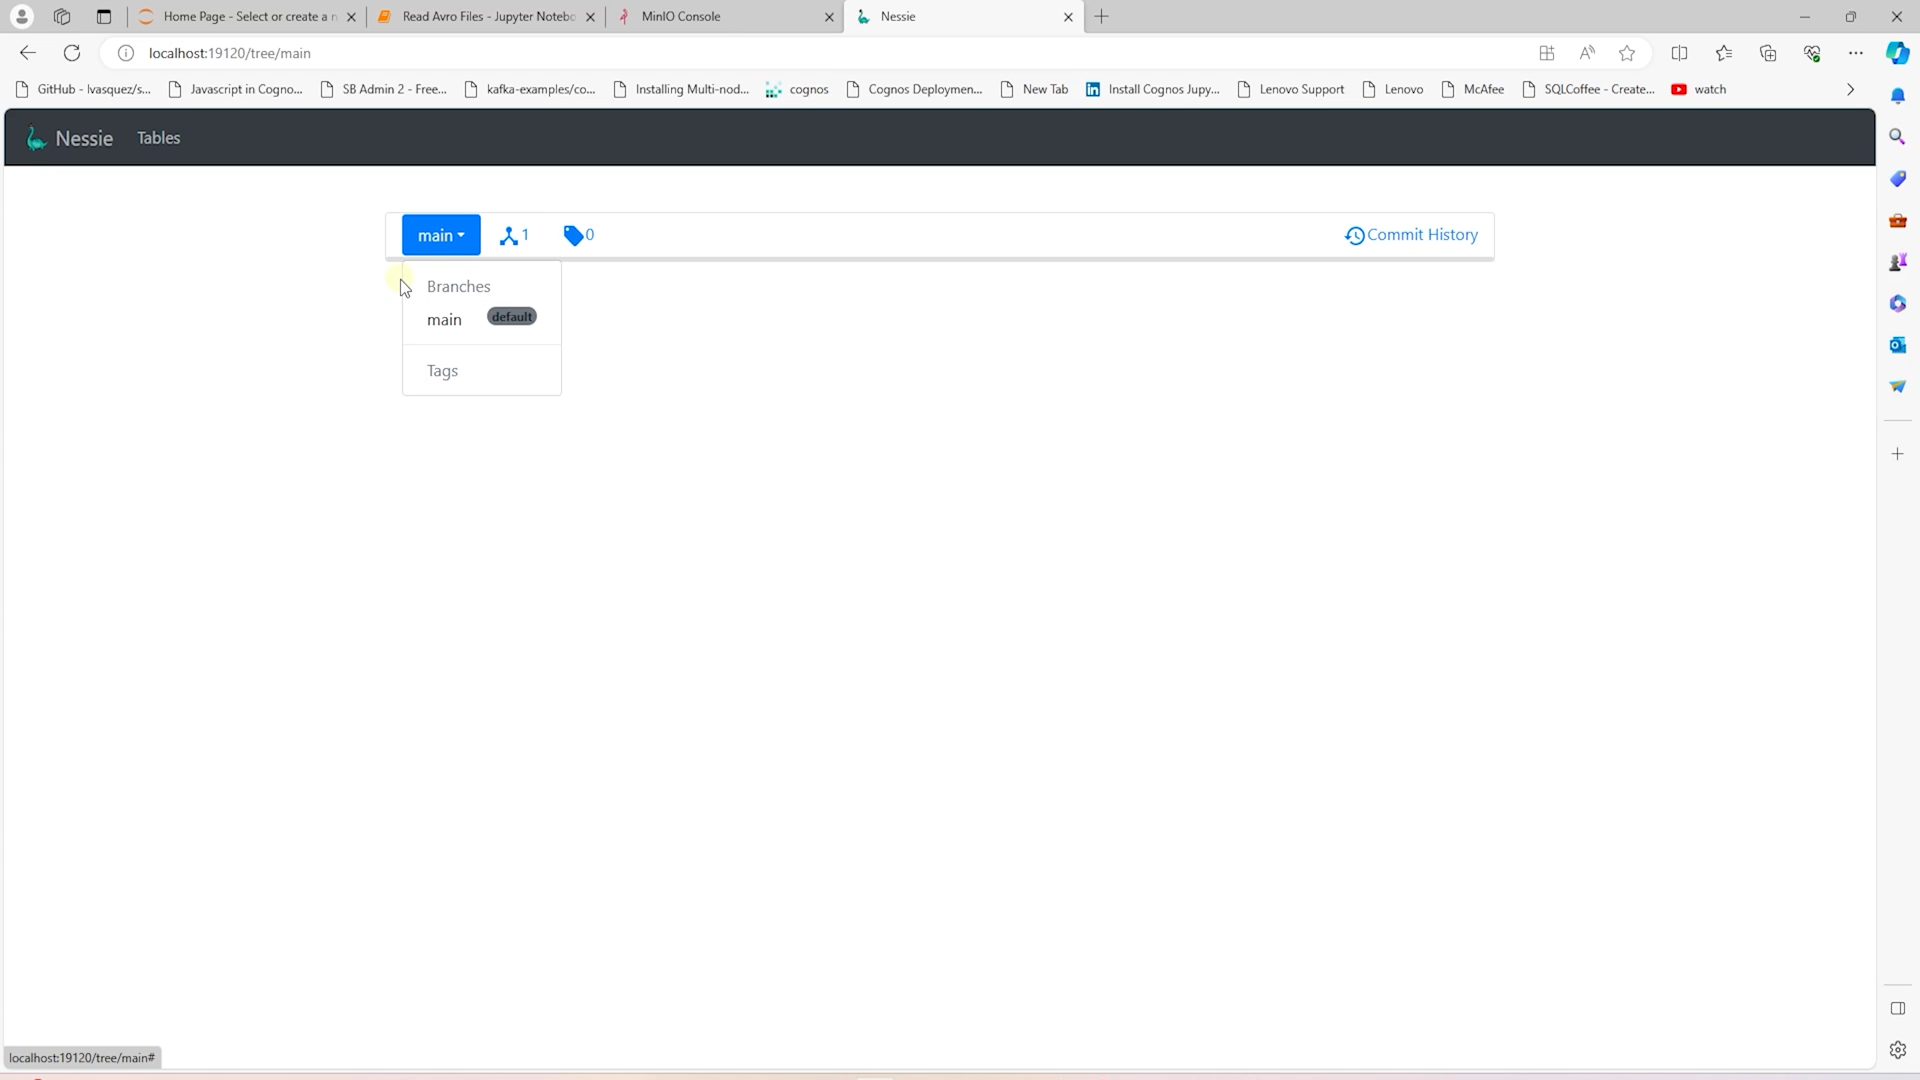 Home Page - Select or create a n
Read Avro Files - Jupyter Notebo
MinIO Console
Nessie
localhost:19120/tree/main
GitHub - lvasquez/s...
Javascript in Cogno...
SB Admin 2 - Free...
kafka-examples/co...
Installing Multi-nod...
cognos
Cognos Deploymen...
New Tab
Install Cognos Jupy...
Lenovo Support
Lenovo
McAfee
SQLCoffee - Create...
watch
Nessie
Tables
main
1
0
Commit History
Branches
main
default
Tags
localhost:19120/tree/main#